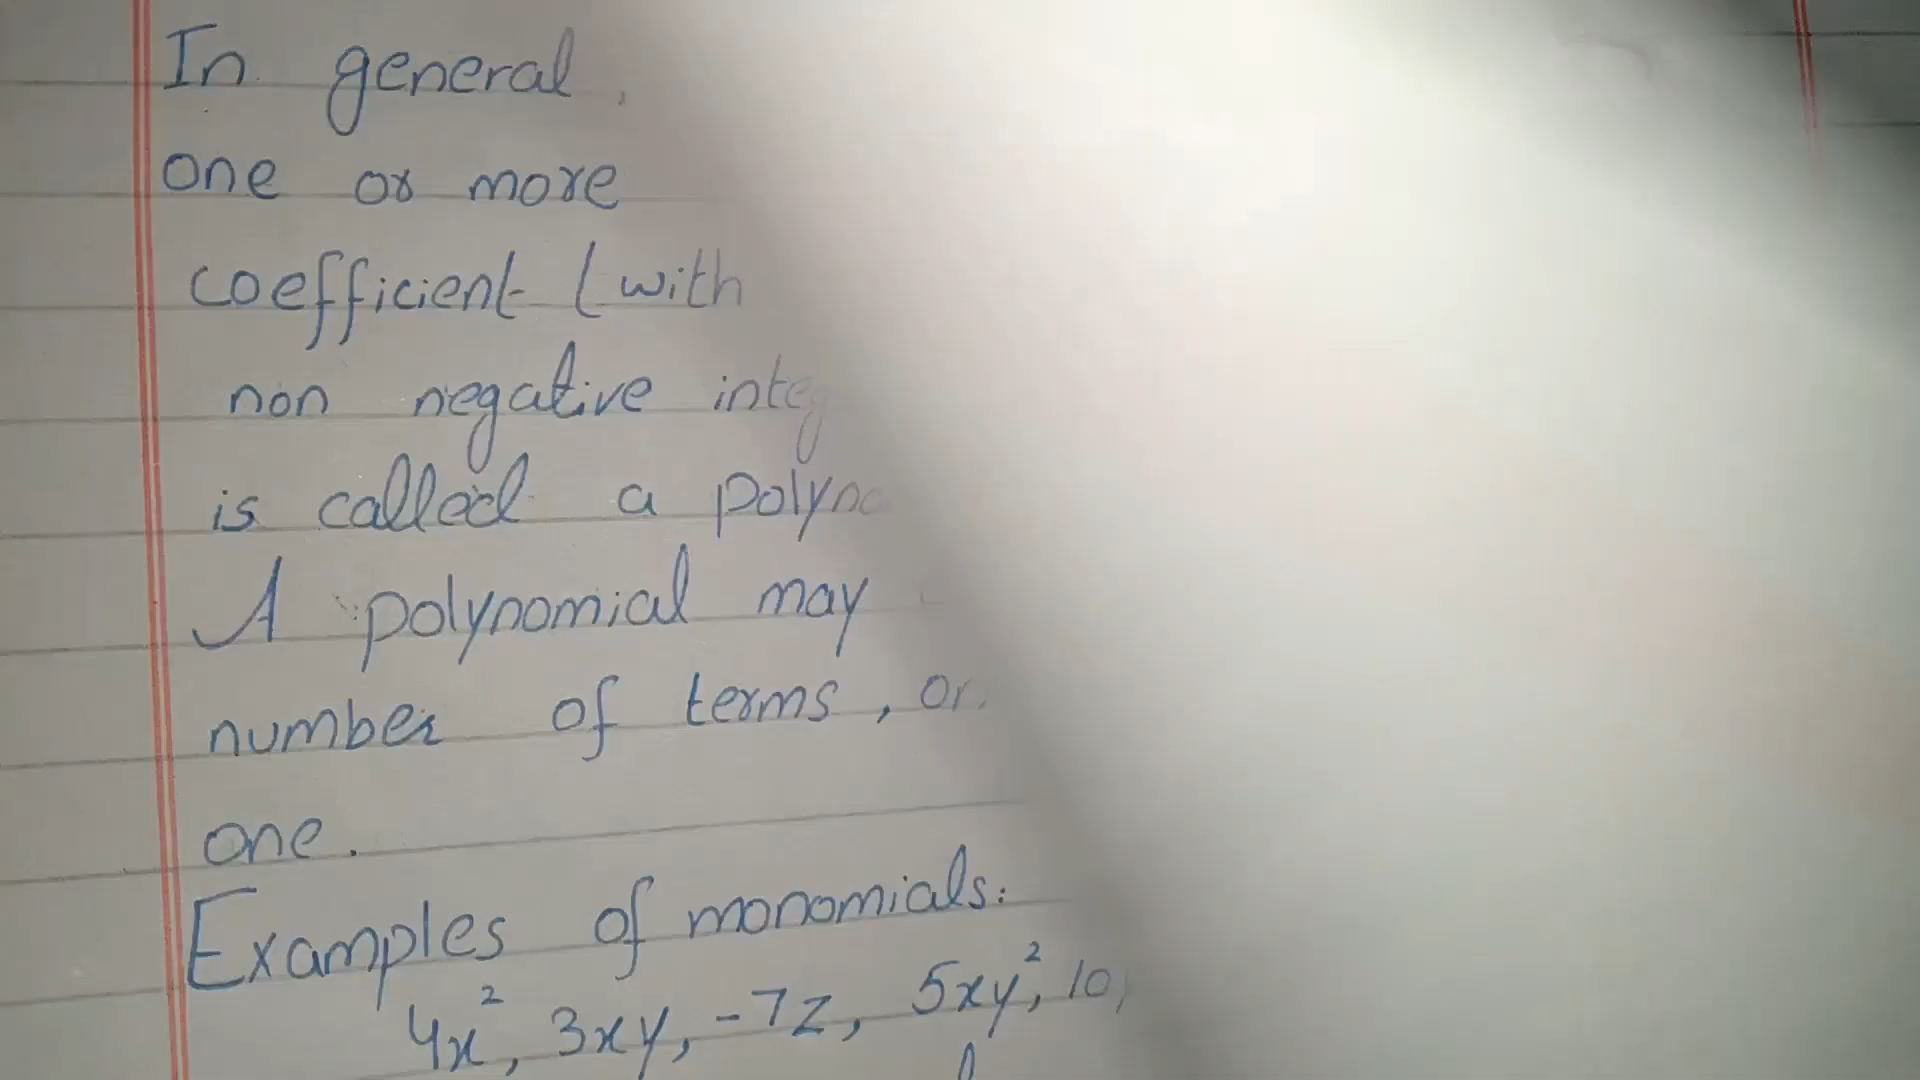 In general,
one or more
coefficient (with
non negative
is called a
A polynomial may
number of terms,
one.
Examples of monomials:
4x², 3xy, -7z, 5xy², 10,